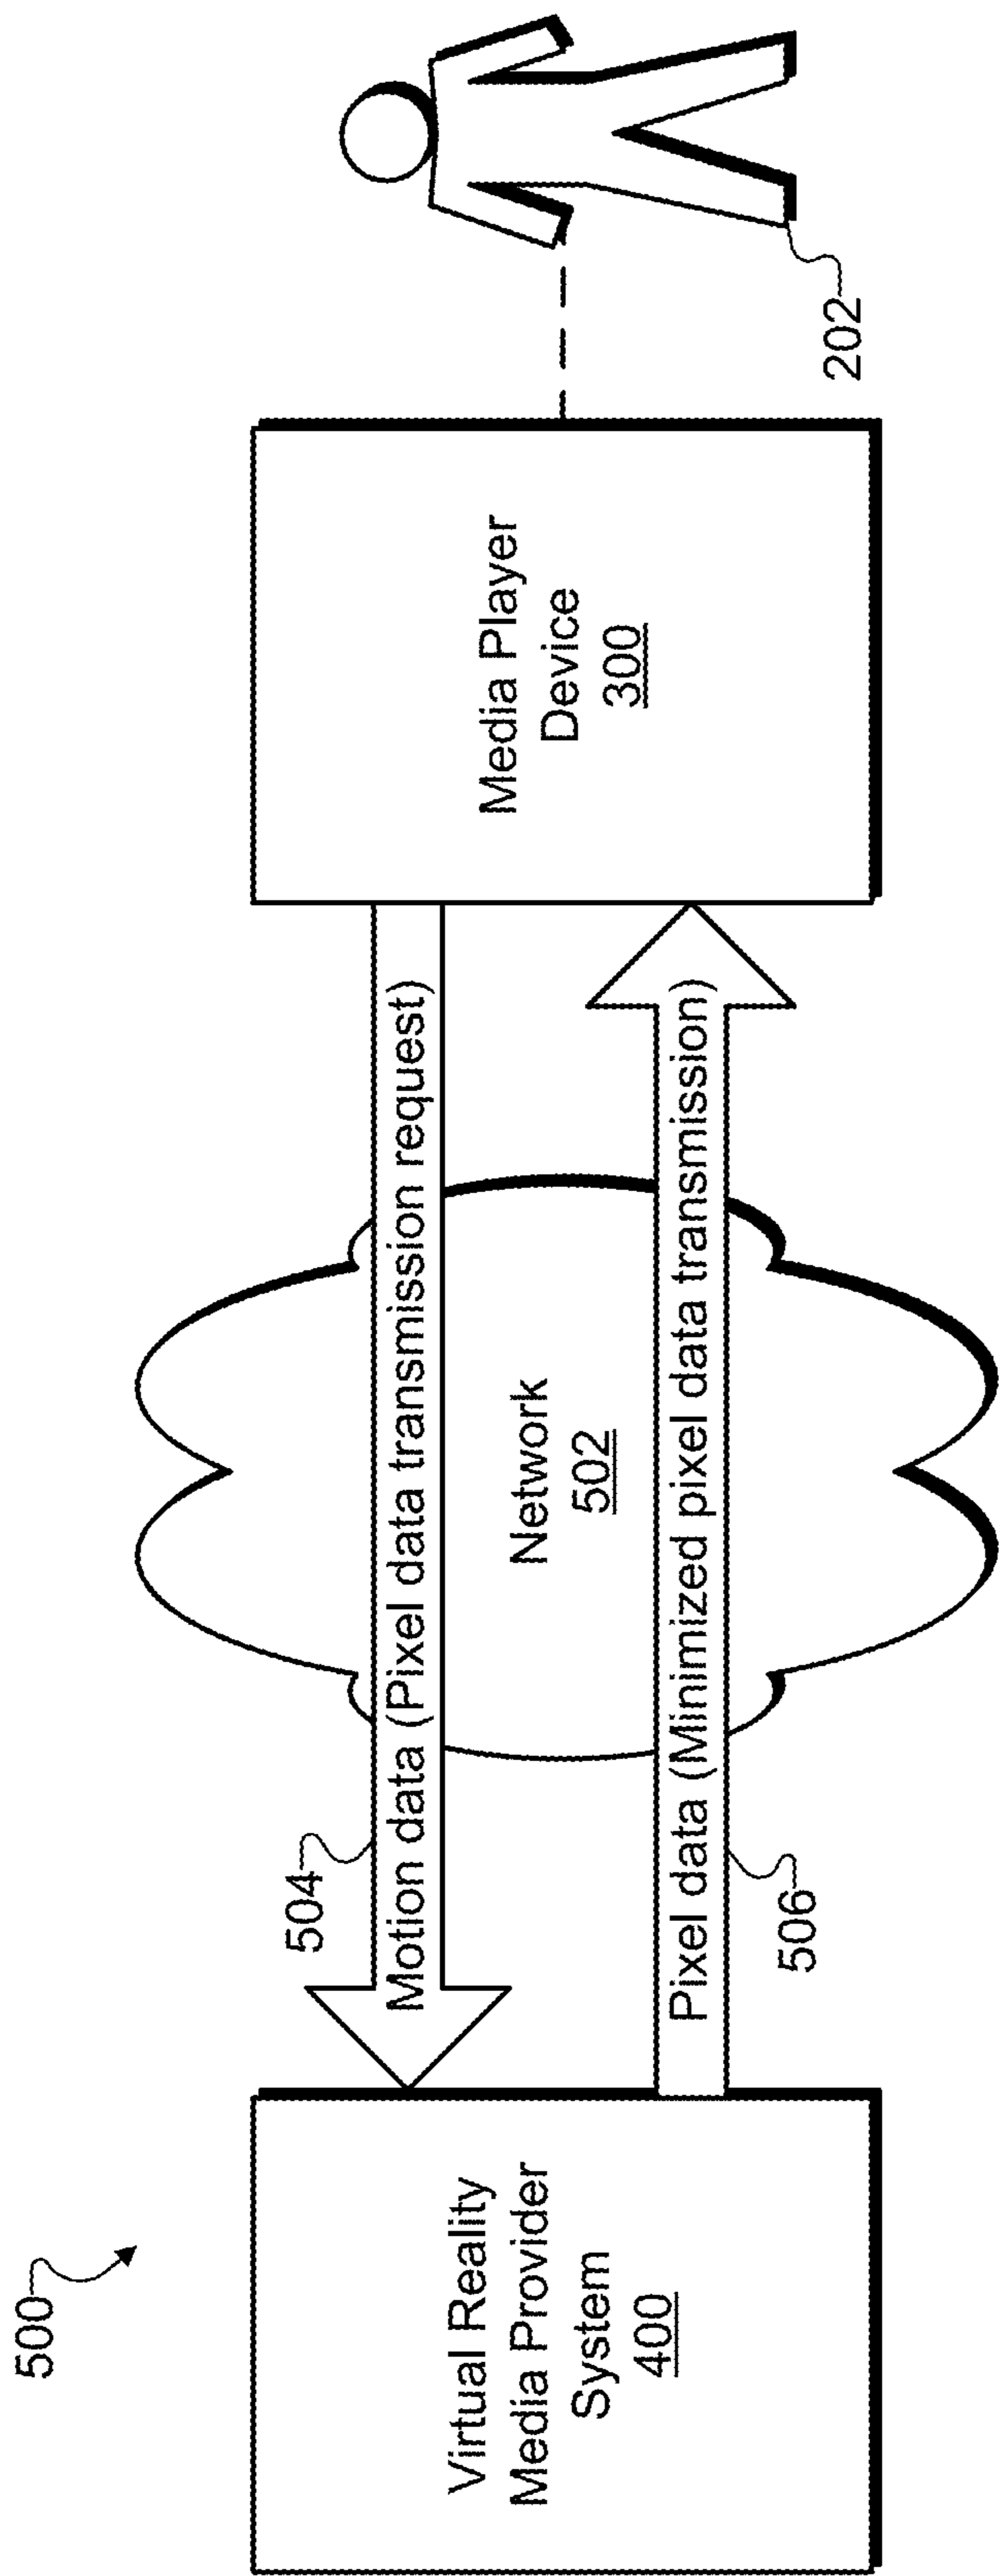 500
Virtual Reality
Media Provider
System
400
504
Motion data (Pixel data transmission request)
Network
502
Pixel data (Minimized pixel data transmission)
506
Media Player
Device
300
202